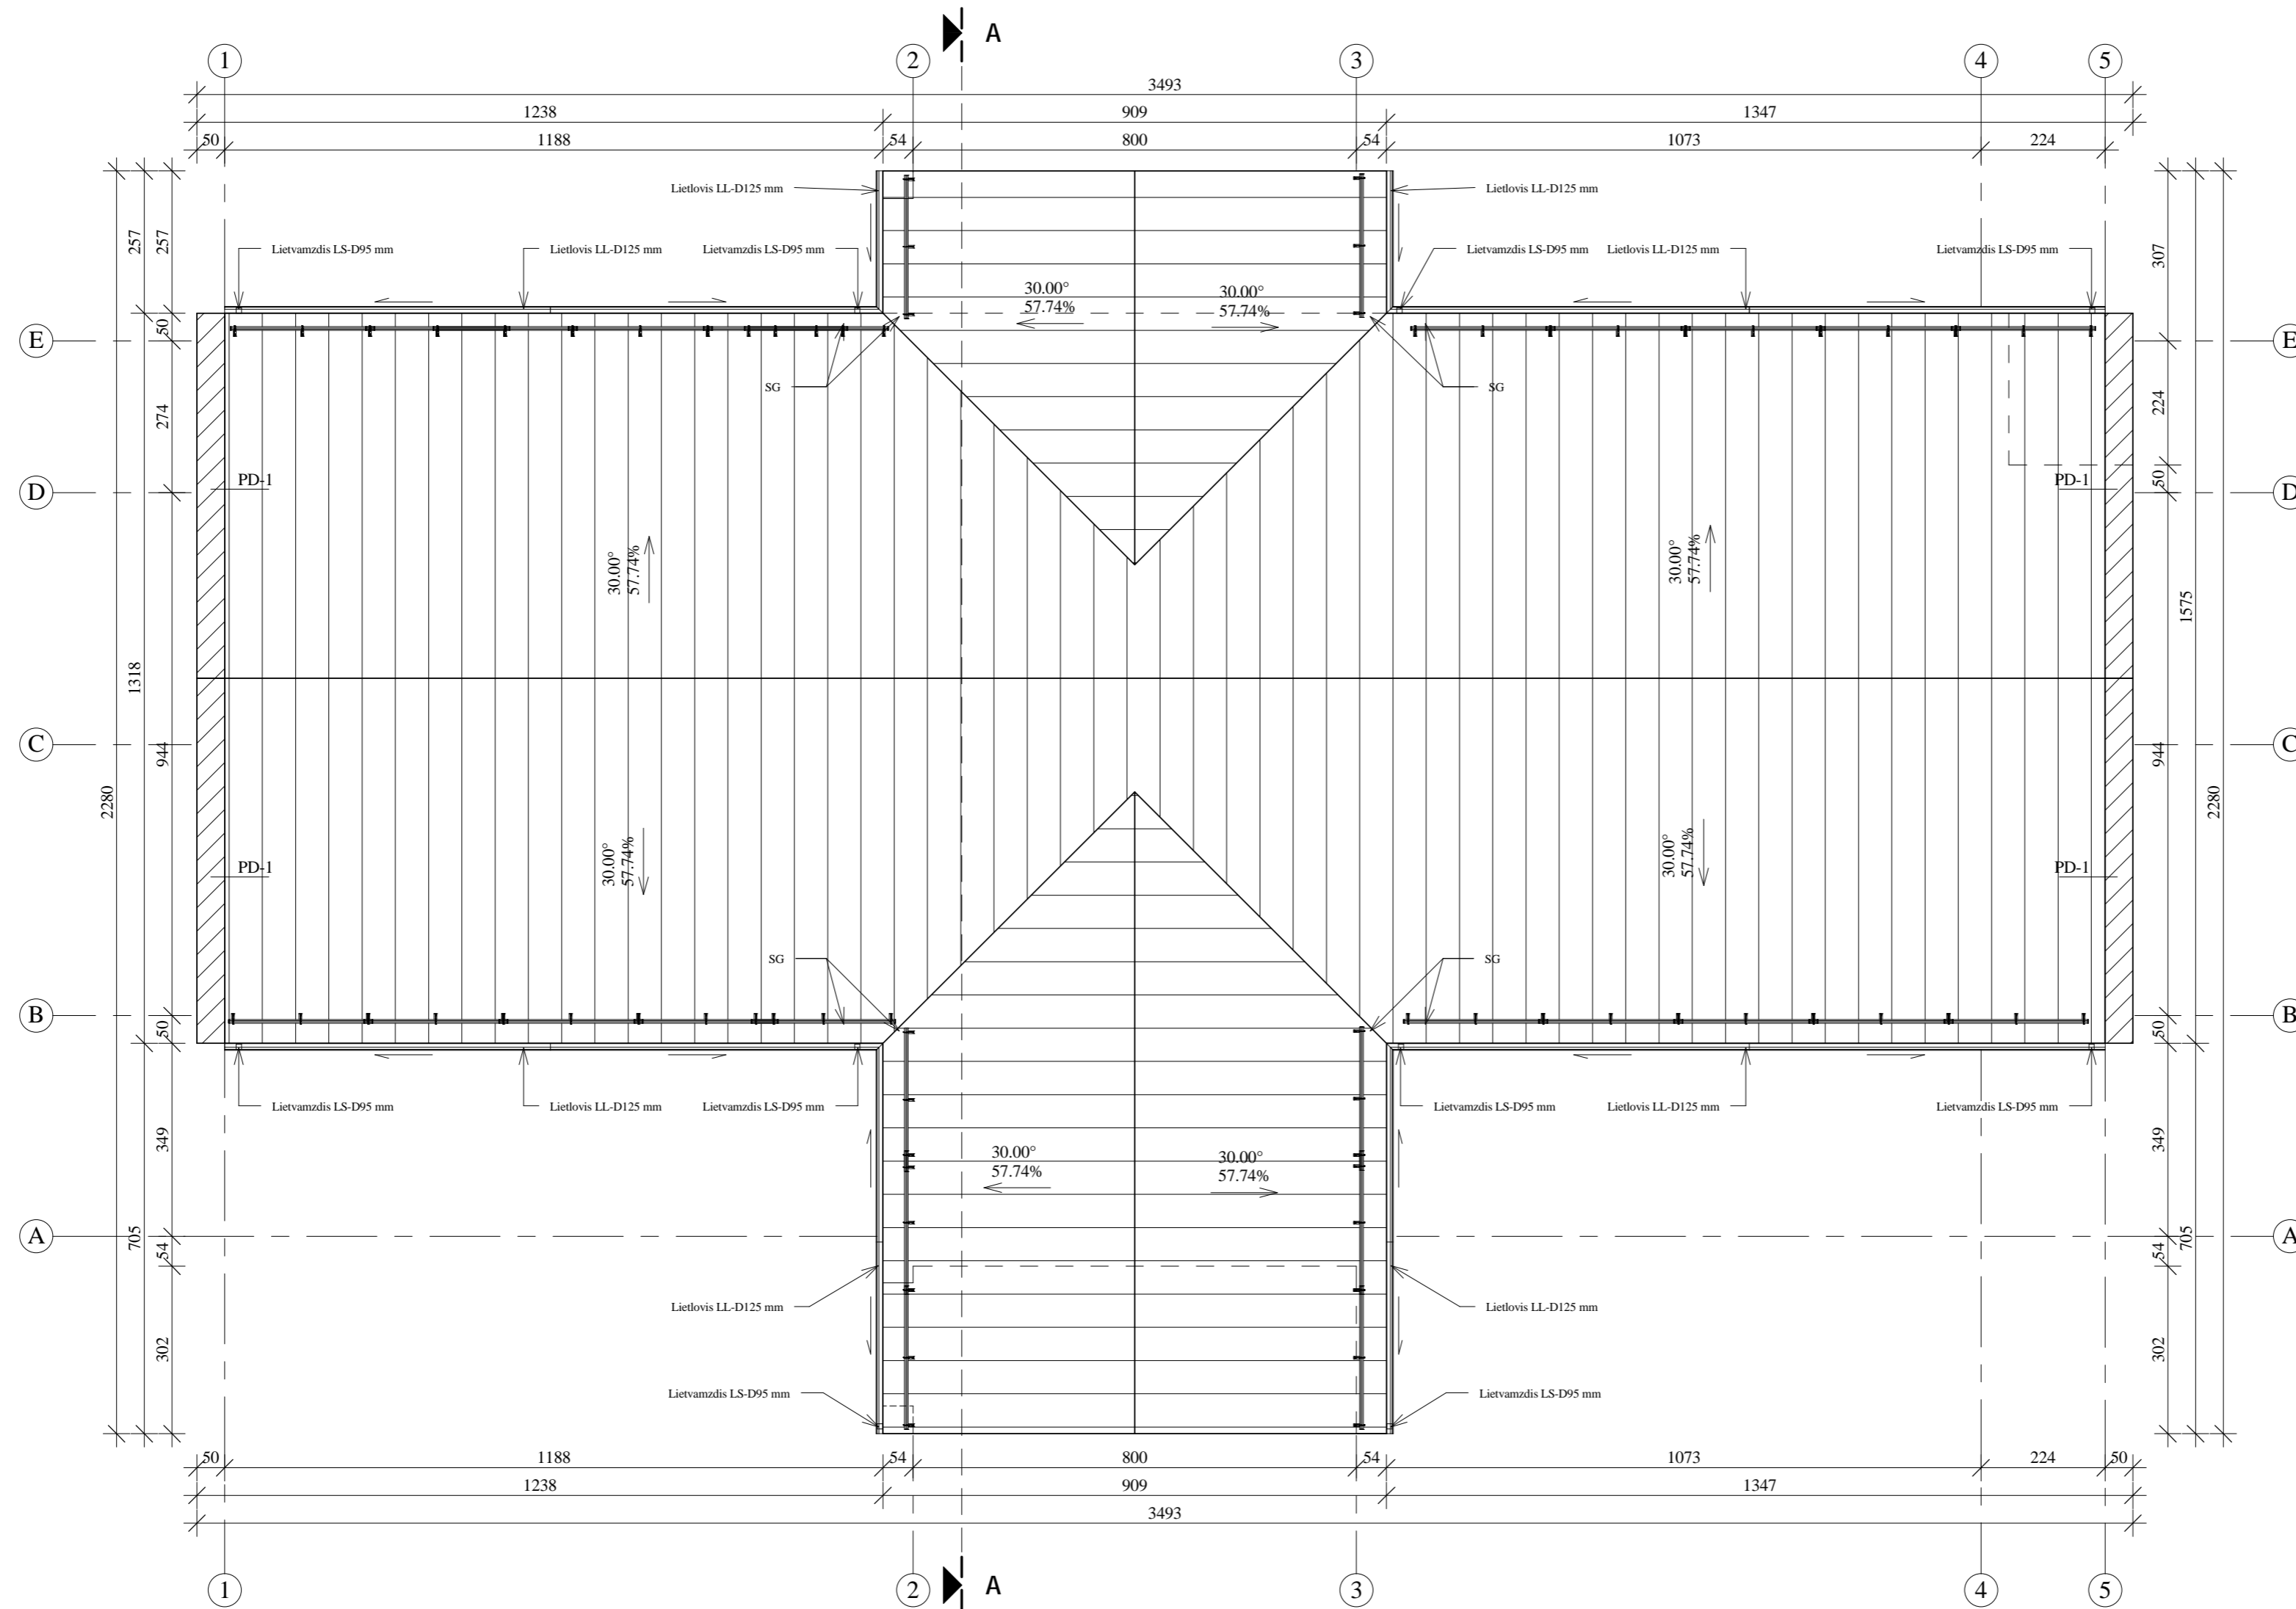 A
1 2 3 4 5
3493
1238 909 1347
50 1188 54 800 54 1073 224
Lietlovis LL-D125 mm Lietlovis LL-D125 mm
257 257 307
Lietvamzdis LS-D95 mm Lietlovis LL-D125 mm Lietvamzdis LS-D95 mm Lietvamzdis LS-D95 mm Lietlovis LL-D125 mm Lietvamzdis LS-D95 mm
30.00° 30.00°
57.74% 57.74%
50
E E
SG SG
274 224
PD-1 PD-1
D 50 D
30.00° 30.00°
57.74% 57.74%
1575
1318
C 944 944 C
2280 2280
30.00° 30.00°
57.74% 57.74%
PD-1 PD-1
SG SG
B B
50 50
Lietvamzdis LS-D95 mm Lietlovis LL-D125 mm Lietvamzdis LS-D95 mm Lietvamzdis LS-D95 mm Lietlovis LL-D125 mm Lietvamzdis LS-D95 mm
349 349
30.00° 30.00°
57.74% 57.74%
A A
705 54 54 705
Lietlovis LL-D125 mm Lietlovis LL-D125 mm
302 302
Lietvamzdis LS-D95 mm Lietvamzdis LS-D95 mm
50 1188 54 800 54 1073 224 50
1238 909 1347
3493
1 2 3 4 5
A